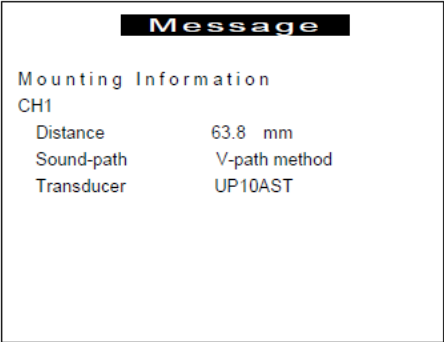 Message
Mounting Information
CH1
Distance 63.8 mm
Sound-path V-path method
Transducer UP10AST